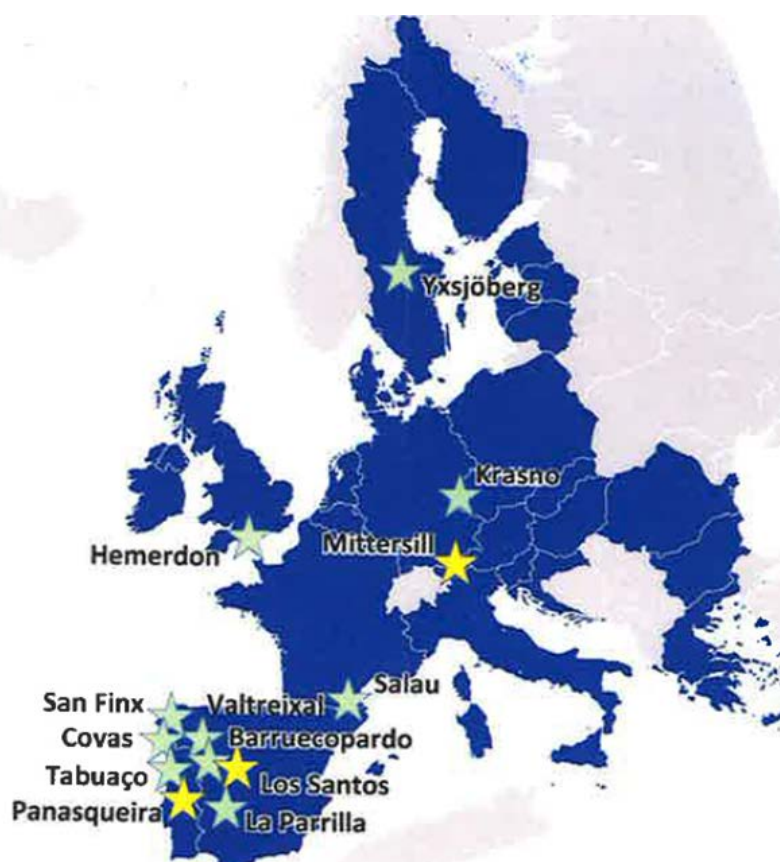 Yxsjöberg
Krasno
Mittersill
Hemerdon
Salau
San Finx
Valtreixal
Covas
Barruecopardo
Tabuaço
Los Santos
Panasqueira
La Parrilla